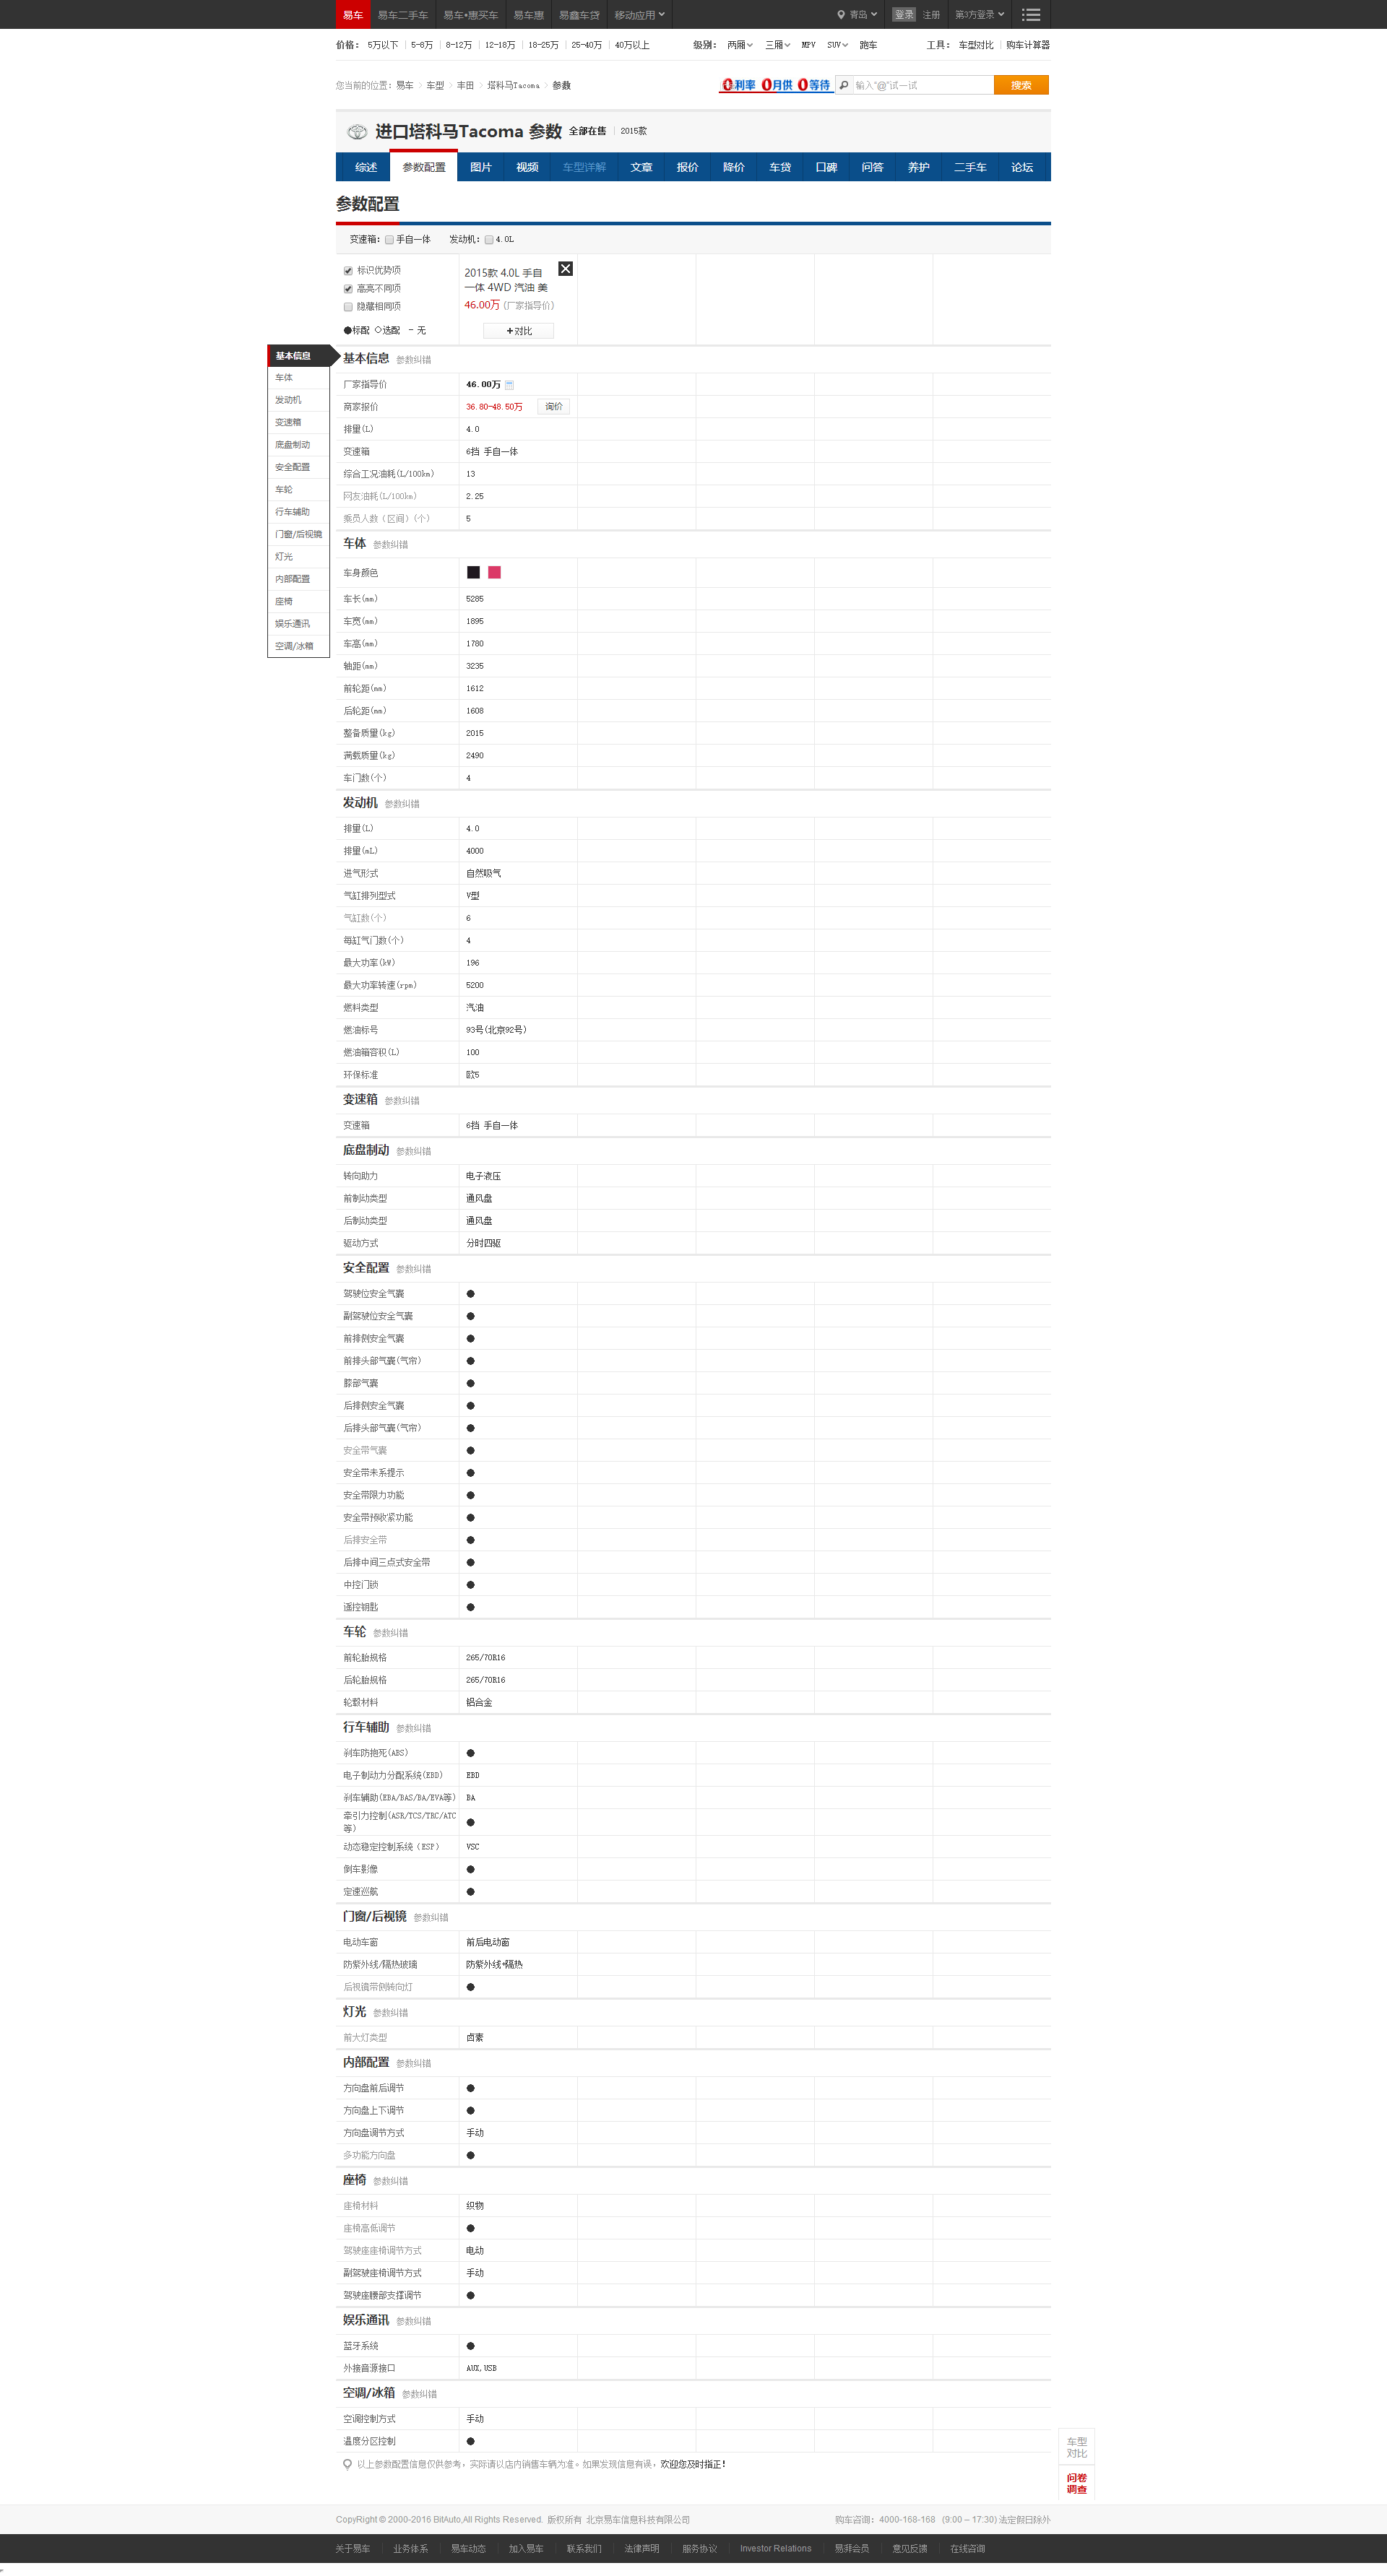 易车 易车二手车 易车•惠买车 易车惠 易鑫车贷 移动应用 青岛 登录 注册 第3方登录
价格： 5万以下 5-8万 8-12万 12-18万 18-25万 25-40万 40万以上 级别： 两厢 三厢 MPV SUV 跑车 工具： 车型对比 购车计算器
您当前的位置：易车 > 车型 > 丰田 > 塔科马Tacoma > 参数 0利率 0月供 0等待 输入"@"试一试 搜索
进口塔科马Tacoma 参数 全部在售 2015款
综述 参数配置 图片 视频 车型详解 文章 报价 降价 车贷 口碑 问答 养护 二手车 论坛
参数配置
变速箱： 手自一体 发动机： 4.0L
标识优势项
高亮不同项
隐藏相同项
●标配 ○选配 - 无
2015款 4.0L 手自
一体 4WD 汽油 美
46.00万 (厂家指导价)
+对比
基本信息
车体
发动机
变速箱
底盘制动
安全配置
车轮
行车辅助
门窗/后视镜
灯光
内部配置
座椅
娱乐通讯
空调/冰箱
基本信息 参数纠错
厂家指导价 46.00万
商家报价 36.80-48.50万 询价
排量(L) 4.0
变速箱 6挡 手自一体
综合工况油耗(L/100km) 13
网友油耗(L/100km) 2.25
乘员人数（区间）(个) 5
车体 参数纠错
车身颜色
车长(mm) 5285
车宽(mm) 1895
车高(mm) 1780
轴距(mm) 3235
前轮距(mm) 1612
后轮距(mm) 1608
整备质量(kg) 2015
满载质量(kg) 2490
车门数(个) 4
发动机 参数纠错
排量(L) 4.0
排量(mL) 4000
进气形式 自然吸气
气缸排列型式 V型
气缸数(个) 6
每缸气门数(个) 4
最大功率(kW) 196
最大功率转速(rpm) 5200
燃料类型 汽油
燃油标号 93号(北京92号)
燃油箱容积(L) 100
环保标准 欧5
变速箱 参数纠错
变速箱 6挡 手自一体
底盘制动 参数纠错
转向助力 电子液压
前制动类型 通风盘
后制动类型 通风盘
驱动方式 分时四驱
安全配置 参数纠错
驾驶位安全气囊 ●
副驾驶位安全气囊 ●
前排侧安全气囊 ●
前排头部气囊(气帘) ●
膝部气囊 ●
后排侧安全气囊 ●
后排头部气囊(气帘) ●
安全带气囊 ●
安全带未系提示 ●
安全带限力功能 ●
安全带预收紧功能 ●
后排安全带 ●
后排中间三点式安全带 ●
中控门锁 ●
遥控钥匙 ●
车轮 参数纠错
前轮胎规格 265/70R16
后轮胎规格 265/70R16
轮毂材料 铝合金
行车辅助 参数纠错
刹车防抱死(ABS) ●
电子制动力分配系统(EBD) EBD
刹车辅助(EBA/BAS/BA/EVA等) BA
牵引力控制(ASR/TCS/TRC/ATC
等) ●
动态稳定控制系统（ESP） VSC
倒车影像 ●
定速巡航 ●
门窗/后视镜 参数纠错
电动车窗 前后电动窗
防紫外线/隔热玻璃 防紫外线+隔热
后视镜带侧转向灯 ●
灯光 参数纠错
前大灯类型 卤素
内部配置 参数纠错
方向盘前后调节 ●
方向盘上下调节 ●
方向盘调节方式 手动
多功能方向盘 ●
座椅 参数纠错
座椅材料 织物
座椅高低调节 ●
驾驶座座椅调节方式 电动
副驾驶座椅调节方式 手动
驾驶座腰部支撑调节 ●
娱乐通讯 参数纠错
蓝牙系统 ●
外接音源接口 AUX,USB
空调/冰箱 参数纠错
空调控制方式 手动
温度分区控制 ●
以上参数配置信息仅供参考，实际请以店内销售车辆为准。如果发现信息有误，欢迎您及时指正！
车型
对比
问卷
调查
CopyRight © 2000-2016 BitAuto,All Rights Reserved. 版权所有 北京易车信息科技有限公司 购车咨询：4000-168-168 (9:00 – 17:30) 法定假日除外
关于易车 业务体系 易车动态 加入易车 联系我们 法律声明 服务协议 Investor Relations 易湃会员 意见反馈 在线咨询